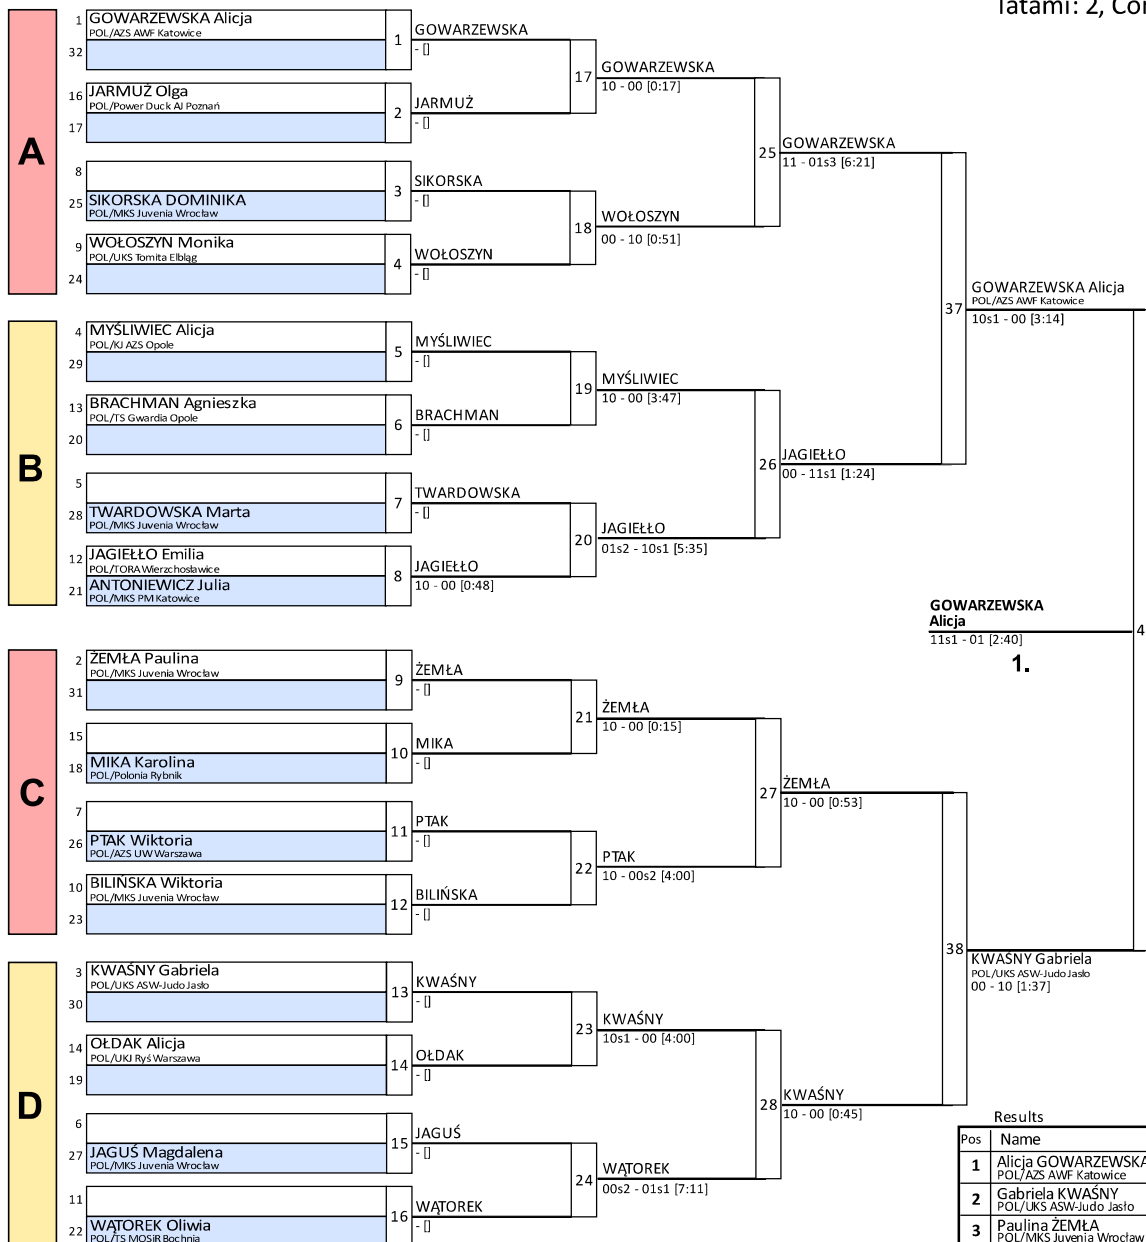 Tatami: 2, Con
A
1 GOWARZEWSKA Alicja
POL/AZS AWF Katowice
32
1
GOWARZEWSKA
- []
16 JARMUŻ Olga
POL/Power Duck AJ Poznań
17
2
JARMUŻ
- []
17
GOWARZEWSKA
10 - 00 [0:17]
8
25 SIKORSKA DOMINIKA
POL/MKS Juvenia Wrocław
3
SIKORSKA
- []
9 WOŁOSZYN Monika
POL/UKS Tomita Elbląg
24
4
WOŁOSZYN
- []
18
WOŁOSZYN
00 - 10 [0:51]
25
GOWARZEWSKA
11 - 01s3 [6:21]
B
4 MYŚLIWIEC Alicja
POL/KJ AZS Opole
29
5
MYŚLIWIEC
- []
13 BRACHMAN Agnieszka
POL/TS Gwardia Opole
20
6
BRACHMAN
- []
19
MYŚLIWIEC
10 - 00 [3:47]
5
28 TWARDOWSKA Marta
POL/MKS Juvenia Wrocław
7
TWARDOWSKA
- []
12 JAGIEŁŁO Emilia
POL/TORA Wierzchosławice
21 ANTONIEWICZ Julia
POL/MKS PM Katowice
8
JAGIEŁŁO
10 - 00 [0:48]
20
JAGIEŁŁO
01s2 - 10s1 [5:35]
26
JAGIEŁŁO
00 - 11s1 [1:24]
37
GOWARZEWSKA Alicja
POL/AZS AWF Katowice
10s1 - 00 [3:14]
GOWARZEWSKA
Alicja
11s1 - 01 [2:40]
1.
4
C
2 ŻEMŁA Paulina
POL/MKS Juvenia Wrocław
31
9
ŻEMŁA
- []
15
18 MIKA Karolina
POL/Polonia Rybnik
10
MIKA
- []
21
ŻEMŁA
10 - 00 [0:15]
7
26 PTAK Wiktoria
POL/AZS UW Warszawa
11
PTAK
- []
10 BILIŃSKA Wiktoria
POL/MKS Juvenia Wrocław
23
12
BILIŃSKA
- []
22
PTAK
10 - 00s2 [4:00]
27
ŻEMŁA
10 - 00 [0:53]
D
3 KWAŚNY Gabriela
POL/UKS ASW-Judo Jasło
30
13
KWAŚNY
- []
14 OŁDAK Alicja
POL/UKJ Ryś Warszawa
19
14
OŁDAK
- []
23
KWAŚNY
10s1 - 00 [4:00]
6
27 JAGUŚ Magdalena
POL/MKS Juvenia Wrocław
15
JAGUŚ
- []
11
22 WĄTOREK Oliwia
POL/TS MOSiR Bochnia
16
WĄTOREK
- []
24
WĄTOREK
00s2 - 01s1 [7:11]
28
KWAŚNY
10 - 00 [0:45]
38
KWAŚNY Gabriela
POL/UKS ASW-Judo Jasło
00 - 10 [1:37]
Results
Pos Name
1 Alicja GOWARZEWSKA
POL/AZS AWF Katowice
2 Gabriela KWAŚNY
POL/UKS ASW-Judo Jasło
3 Paulina ŻEMŁA
POL/MKS Juvenia Wrocław